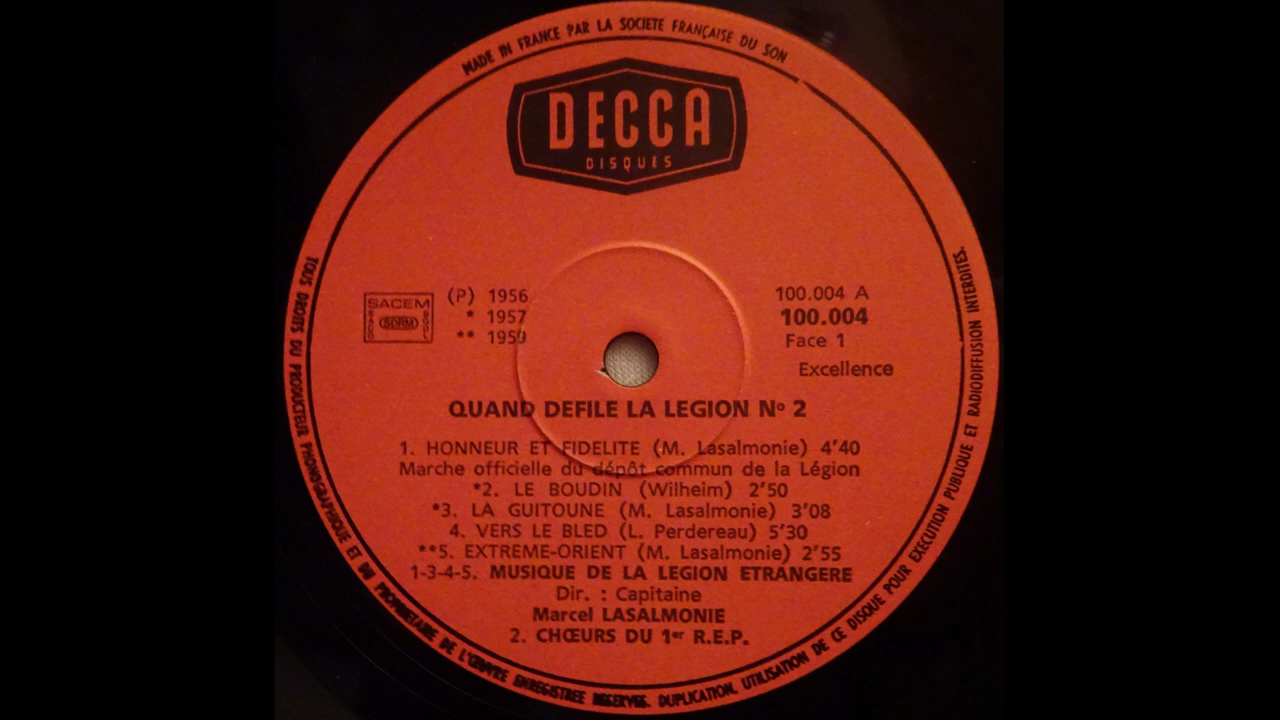 MADE IN FRANCE PAR LA SOCIETE FRANÇAISE DU SON
DECCA
DISQUES
SACEM
SDRM
(P) 1956
* 1957
** 1959
100.004 A
100.004
Face 1
Excellence
QUAND DEFILE LA LEGION Nº 2
1. HONNEUR ET FIDELITE (M. Lasalmonie) 4'40
Marche officielle du dépôt commun de la Légion
*2. LE BOUDIN (Wilheim) 2'50
*3. LA GUITOUNE (M. Lasalmonie) 3'08
4. VERS LE BLED (L. Perdereau) 5'30
**5. EXTREME-ORIENT (M. Lasalmonie) 2'55
1-3-4-5. MUSIQUE DE LA LEGION ETRANGERE
Dir. : Capitaine
Marcel LASALMONIE
2. CHŒURS DU 1er R.E.P.
TOUS DROITS DU PRODUCTEUR PHONOGRAPHIQUE ET DU PROPRIETAIRE DE L'ŒUVRE ENREGISTREE RESERVES. DUPLICATION, UTILISATION DE CE DISQUE POUR EXECUTION PUBLIQUE ET RADIODIFFUSION INTERDITES.